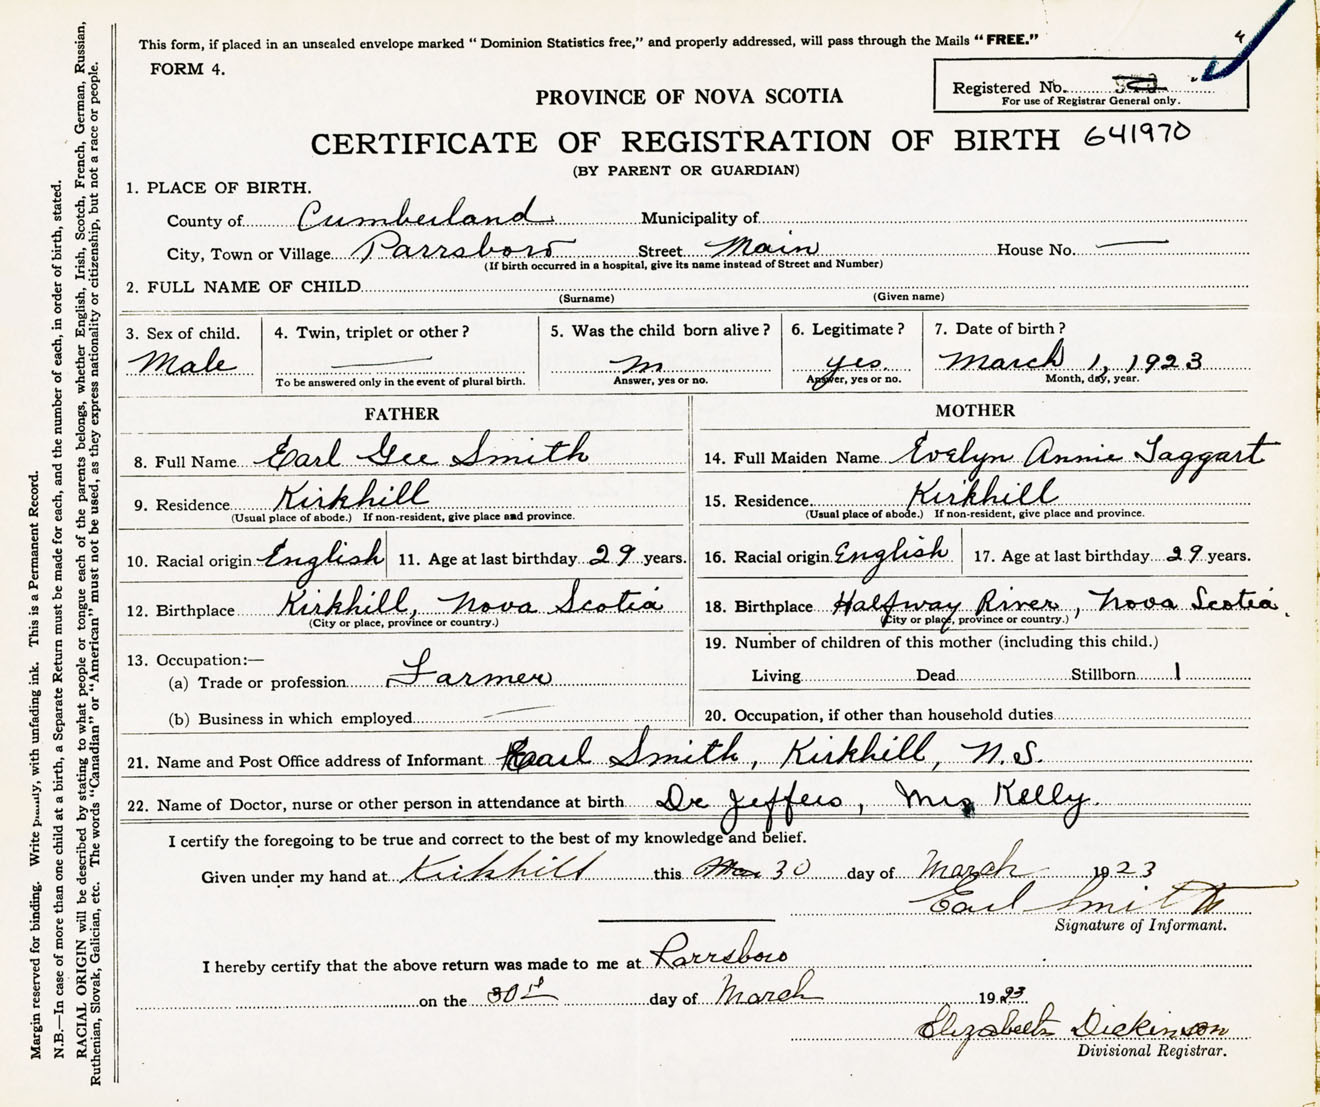 This form, if placed in an unsealed envelope marked "Dominion Statistics free," and properly addressed, will pass through the Mails "FREE."
4
FORM 4.
Registered No.
For use of Registrar General only.
PROVINCE OF NOVA SCOTIA
CERTIFICATE OF REGISTRATION OF BIRTH 641970
(BY PARENT OR GUARDIAN)
1. PLACE OF BIRTH.
County of Cumberland Municipality of
City, Town or Village Parrsboro Street Main House No. —
(If birth occurred in a hospital, give its name instead of Street and Number)
2. FULL NAME OF CHILD
(Surname) (Given name)
3. Sex of child. 4. Twin, triplet or other? 5. Was the child born alive? 6. Legitimate? 7. Date of birth?
Male — yes. March 1, 1923
To be answered only in the event of plural birth. Answer, yes or no. Answer, yes or no. Month, day, year.
FATHER MOTHER
8. Full Name Earl Gee Smith 14. Full Maiden Name Evelyn Annie Taggart
9. Residence Kirkhill 15. Residence Kirkhill
(Usual place of abode.) If non-resident, give place and province. (Usual place of abode.) If non-resident, give place and province.
10. Racial origin English 11. Age at last birthday 29 years. 16. Racial origin English 17. Age at last birthday 29 years.
12. Birthplace Kirkhill, Nova Scotia 18. Birthplace Halfway River, Nova Scotia.
(City or place, province or country.) (City or place, province or country.)
13. Occupation:— 19. Number of children of this mother (including this child.)
(a) Trade or profession Farmer Living Dead Stillborn 1
(b) Business in which employed — 20. Occupation, if other than household duties
21. Name and Post Office address of Informant Earl Smith, Kirkhill, N.S.
22. Name of Doctor, nurse or other person in attendance at birth Dr Jeffers, Mrs Kelly.
I certify the foregoing to be true and correct to the best of my knowledge and belief.
Given under my hand at Kirkhill this 30 day of March 1923
Earl Smith
Signature of Informant.
I hereby certify that the above return was made to me at Parrsboro
on the 30st day of March 1923
Elizabeth Dickinson
Divisional Registrar.
Margin reserved for binding. Write with unfading ink. This is a Permanent Record.
N.B.—In case of more than one child at a birth, a Separate Return must be made for each, and the number of each, in order of birth, stated.
RACIAL ORIGIN will be described by stating to what people or tongue each of the parents belongs, whether English, Irish, Scotch, French, German, Russian,
Ruthenian, Slovak, Galician, etc. The words "Canadian" or "American" must not be used, as they express nationality or citizenship, but not a race or people.